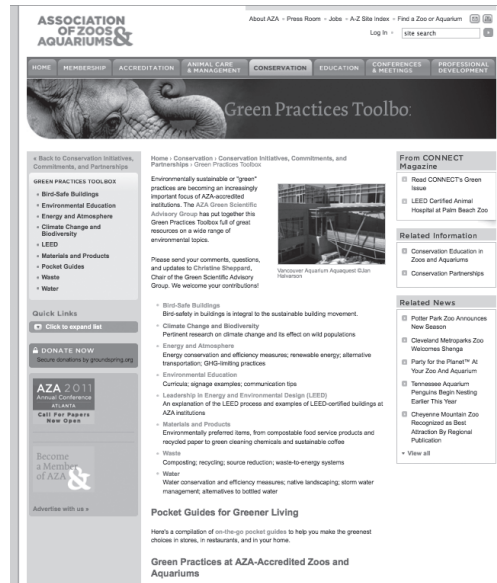 ASSOCIATION
OF ZOOS
AQUARIUMS &
About AZA - Press Room - Jobs - A-Z Site Index - Find a Zoo or Aquarium
Log In
site search
HOME
MEMBERSHIP
ACCREDITATION
ANIMAL CARE
& MANAGEMENT
CONSERVATION
EDUCATION
CONFERENCES
& MEETINGS
PROFESSIONAL
DEVELOPMENT
Green Practices Toolbo
« Back to Conservation Initiatives,
Commitments, and Partnerships
GREEN PRACTICES TOOLBOX
Bird-Safe Buildings
Environmental Education
Energy and Atmosphere
Climate Change and
Biodiversity
LEED
Materials and Products
Pocket Guides
Waste
Water
Quick Links
Click to expand list
DONATE NOW
Secure donations by groundspring.org
AZA 2011
Annual Conference
ATLANTA
Call For Papers
Now Open
Become
a Member
of AZA &
Advertise with us »
Home › Conservation › Conservation Initiatives, Commitments, and
Partnerships › Green Practices Toolbox
Environmentally sustainable or "green"
practices are becoming an increasingly
important focus of AZA-accredited
institutions. The AZA Green Scientific
Advisory Group has put together this
Green Practices Toolbox full of great
resources on a wide range of
environmental topics.
Please send your comments, questions,
and updates to Christine Sheppard,
Chair of the Green Scientific Advisory
Group. We welcome your contributions!
Vancouver Aquarium Aquaquest ©Jan
Halverson
Bird-Safe Buildings
Bird-safety in buildings is integral to the sustainable building movement.
Climate Change and Biodiversity
Pertinent research on climate change and its effect on wild populations
Energy and Atmosphere
Energy conservation and efficiency measures; renewable energy; alternative
transportation; GHG-limiting practices
Environmental Education
Curricula; signage examples; communication tips
Leadership in Energy and Environmental Design (LEED)
An explanation of the LEED process and examples of LEED-certified buildings at
AZA institutions
Materials and Products
Environmentally preferred items, from compostable food service products and
recycled paper to green cleaning chemicals and sustainable coffee
Waste
Composting; recycling; source reduction; waste-to-energy systems
Water
Water conservation and efficiency measures; native landscaping; storm water
management; alternatives to bottled water
Pocket Guides for Greener Living
Here's a compilation of on-the-go pocket guides to help you make the greenest
choices in stores, in restaurants, and in your home.
Green Practices at AZA-Accredited Zoos and
Aquariums
From CONNECT
Magazine
Read CONNECT's Green
Issue
LEED Certified Animal
Hospital at Palm Beach Zoo
Related Information
Conservation Education in
Zoos and Aquariums
Conservation Partnerships
Related News
Potter Park Zoo Announces
New Season
Cleveland Metroparks Zoo
Welcomes Shenga
Party for the Planet™ At
Your Zoo And Aquarium
Tennessee Aquarium
Penguins Begin Nesting
Earlier This Year
Cheyenne Mountain Zoo
Recognized as Best
Attraction By Regional
Publication
View all